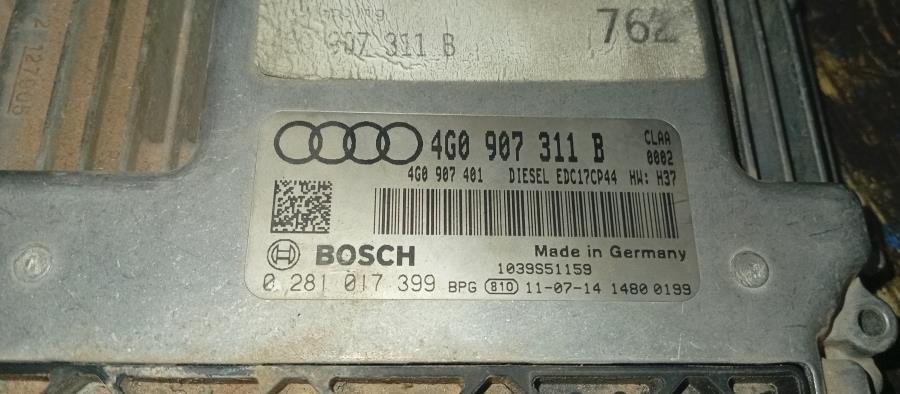 907 311 B
762
4G0 907 311 B
CLAA
0002
4G0 907 401 DIESEL EDC17CP44 HW: H37
BOSCH
Made in Germany
1039S51159
0 281 017 399 BPG 810 11-07-14 1480 0199